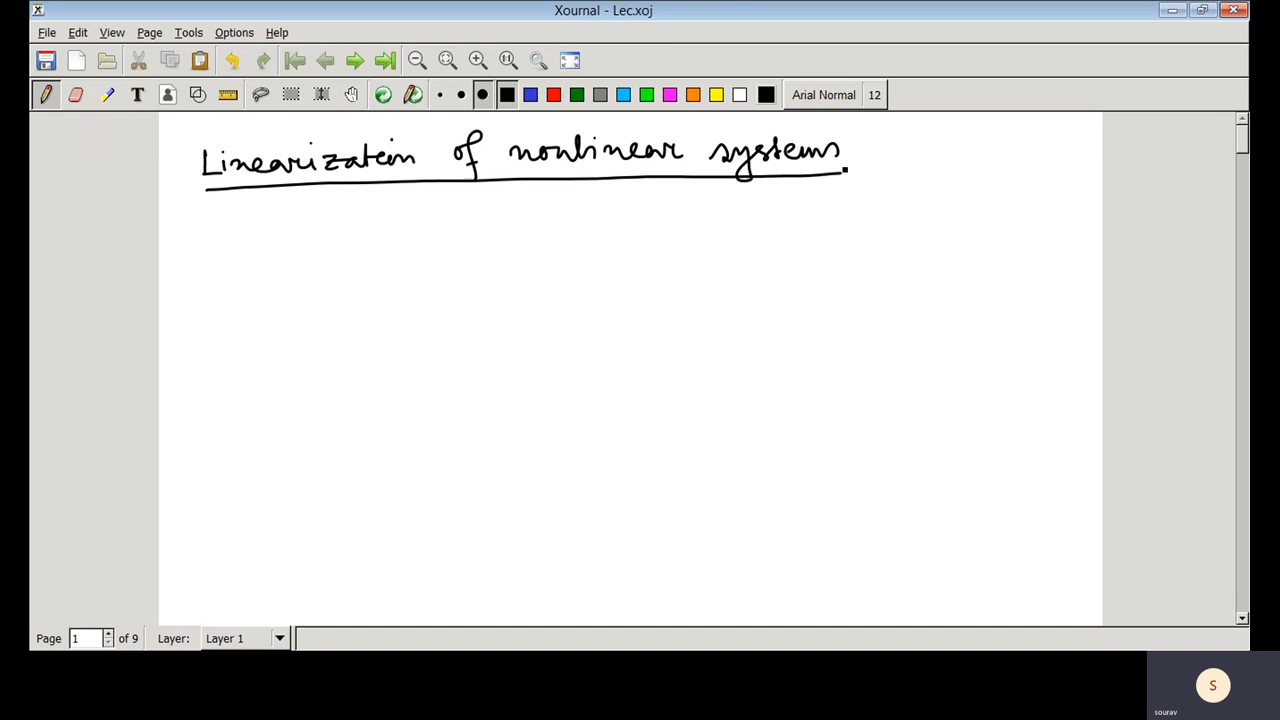 Xournal - Lec.xoj
File Edit View Page Tools Options Help
Arial Normal 12
Linearization of nonlinear systems
Page 1 of 9 Layer: Layer 1
S
sourav